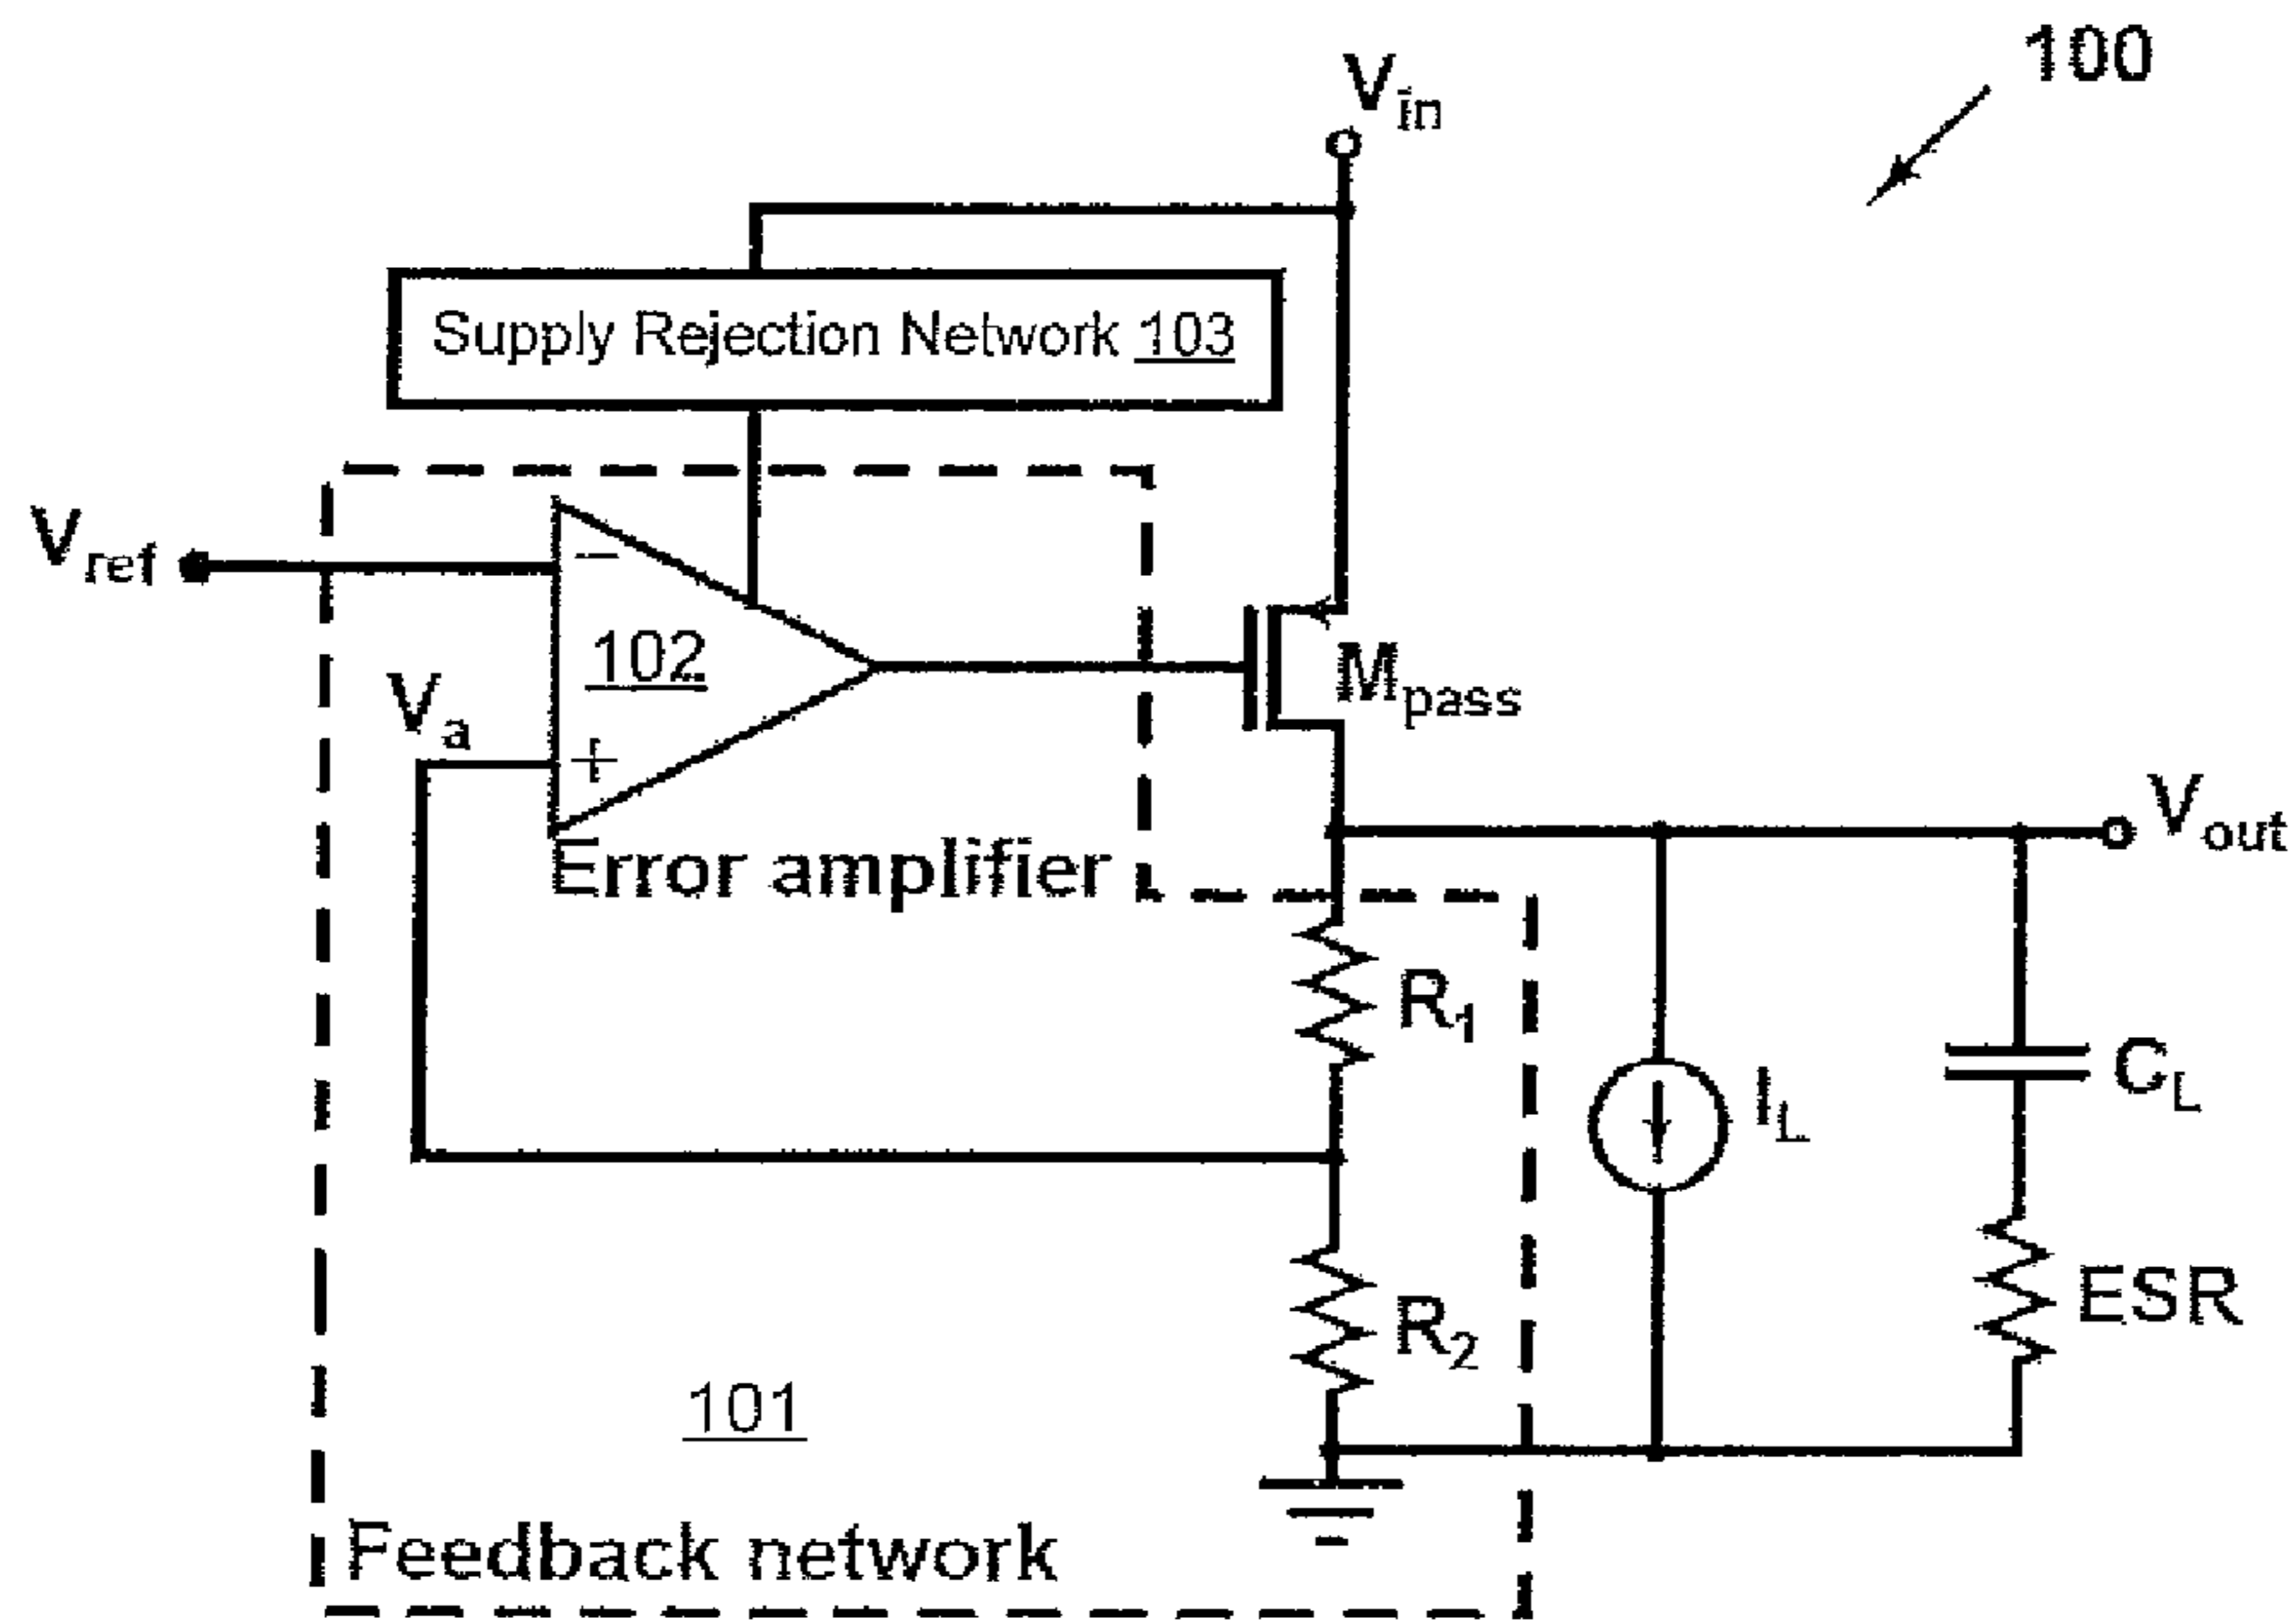 100
Vin
Supply Rejection Network 103
Vref
−
102
Va
+
Error amplifier
Mpass
Vout
R1
IL
CL
R2
ESR
101
Feedback network